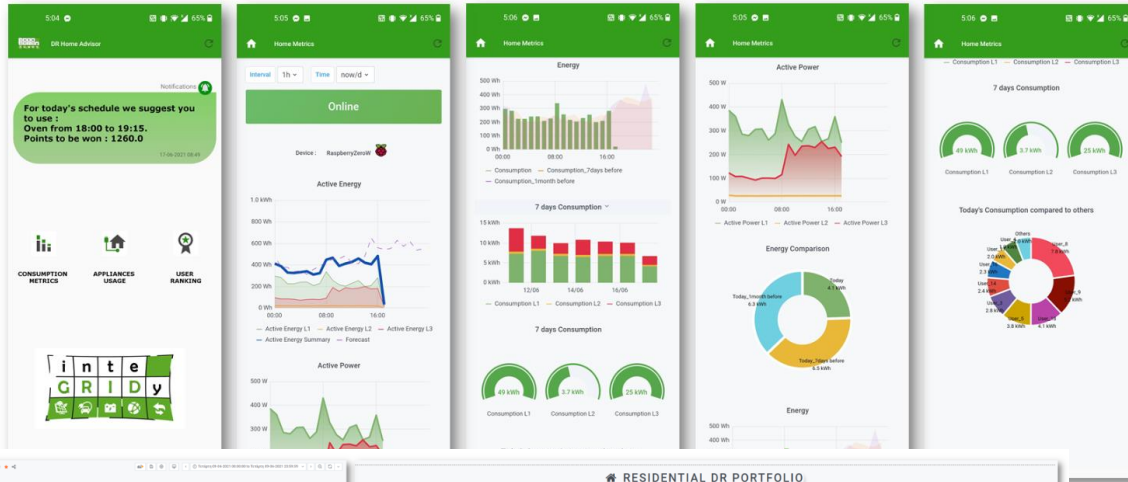 5:04
65%
DR Home Advisor
Notifications
For today's schedule we suggest you
to use :
Oven from 18:00 to 19:15.
Points to be won : 1260.0
11-06-2021 08:49
CONSUMPTION
METRICS
APPLIANCES
USAGE
USER
RANKING
inte
GRIDy
5:05
65%
Home Metrics
Interval 1h Time now/d
Online
Device : RaspberryZeroW
Active Energy
1.0 kWh
800 Wh
600 Wh
400 Wh
200 Wh
0 Wh
00:00 08:00 16:00
Active Energy L1 Active Energy L2 Active Energy L3
Active Energy Summary Forecast
Active Power
500 W
400 W
300 W
5:06
65%
Home Metrics
Energy
500 Wh
400 Wh
300 Wh
200 Wh
100 Wh
0 Wh
00:00 08:00 16:00
Consumption Consumption_7days before
Consumption_1month before
7 days Consumption
15 kWh
10 kWh
5 kWh
0 Wh
12/06 14/06 16/06
Consumption L1 Consumption L2 Consumption L3
7 days Consumption
49 kWh 3.7 kWh 25 kWh
Consumption L1 Consumption L2 Consumption L3
5:05
65%
Home Metrics
Active Power
500 W
400 W
300 W
200 W
100 W
0 W
00:00 08:00 16:00
Active Power L1 Active Power L2 Active Power L3
Energy Comparison
Today
4.1 kWh
Today_1month before
6.3 kWh
Today_7days before
6.5 kWh
Energy
500 Wh
400 Wh
5:06
65%
Home Metrics
Consumption L1 Consumption L2 Consumption L3
7 days Consumption
49 kWh 3.7 kWh 25 kWh
Consumption L1 Consumption L2 Consumption L3
Today's Consumption compared to others
Others
User_8
2.3 kWh
User_14
2.4 kWh
2.8 kWh
3.8 kWh
4.1 kWh
RESIDENTIAL DR PORTFOLIO